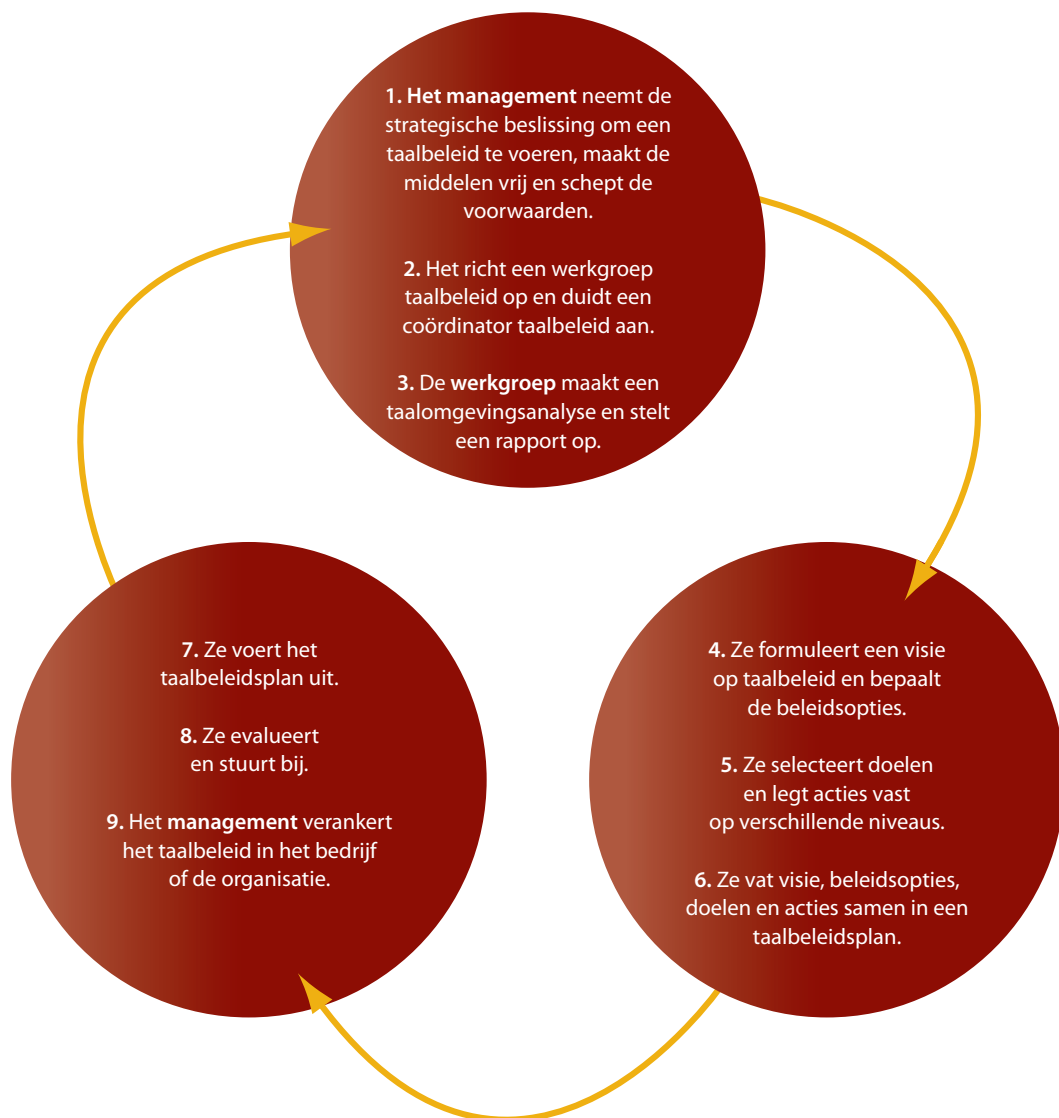 1. Het management neemt de
strategische beslissing om een
taalbeleid te voeren, maakt de
middelen vrij en schept de
voorwaarden.
2. Het richt een werkgroep
taalbeleid op en duidt een
coördinator taalbeleid aan.
3. De werkgroep maakt een
taalomgevingsanalyse en stelt
een rapport op.
4. Ze formuleert een visie
op taalbeleid en bepaalt
de beleidsopties.
5. Ze selecteert doelen
en legt acties vast
op verschillende niveaus.
6. Ze vat visie, beleidsopties,
doelen en acties samen in een
taalbeleidsplan.
7. Ze voert het
taalbeleidsplan uit.
8. Ze evalueert
en stuurt bij.
9. Het management verankert
het taalbeleid in het bedrijf
of de organisatie.